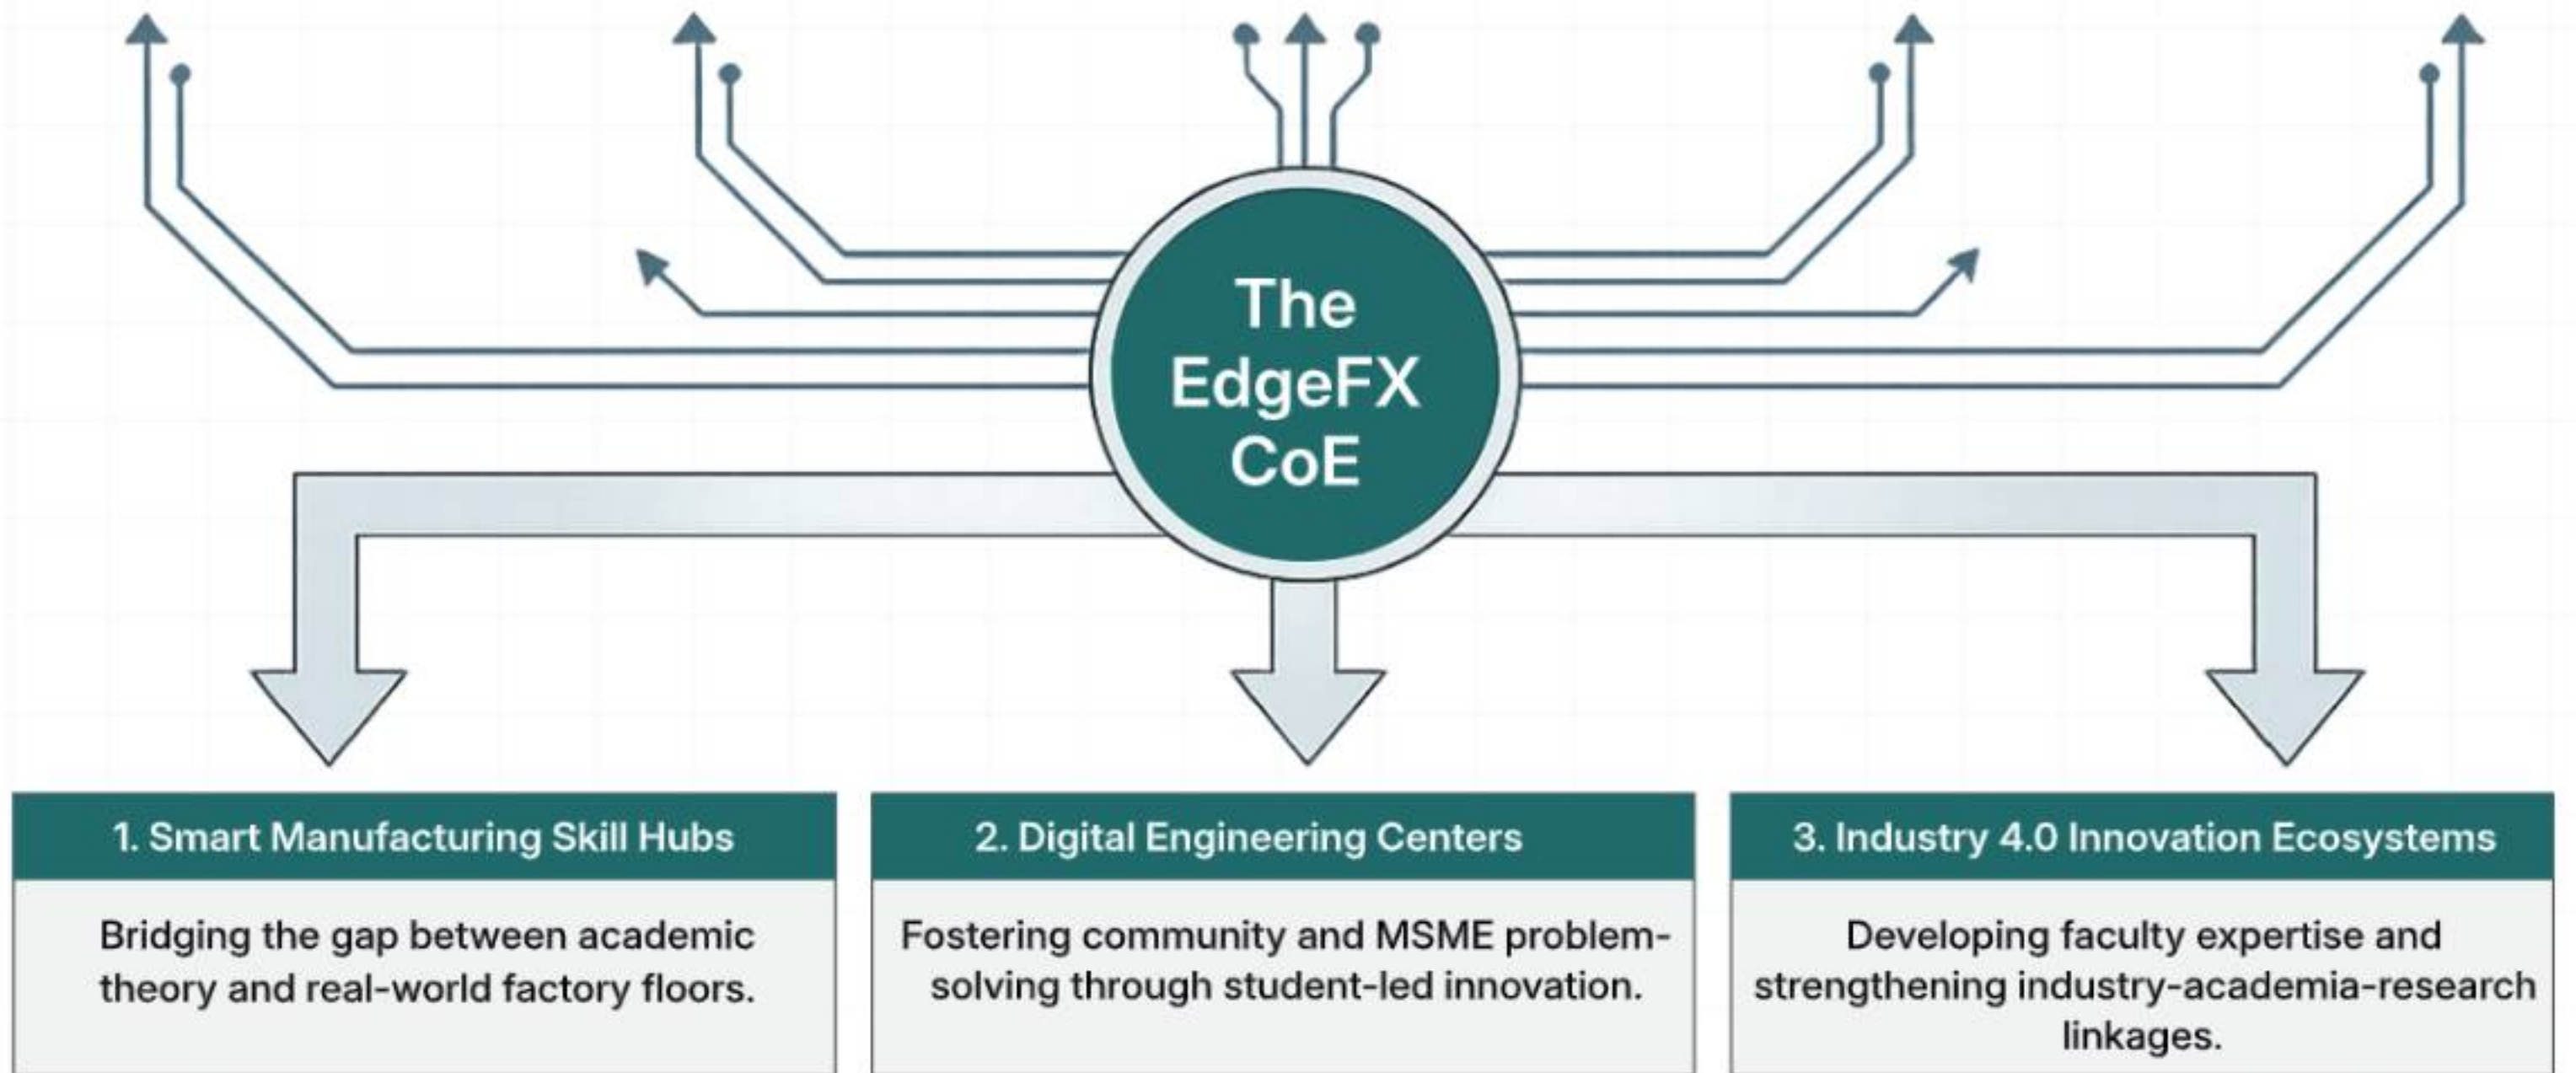 The
EdgeFX
CoE
1. Smart Manufacturing Skill Hubs
Bridging the gap between academic
theory and real-world factory floors.
2. Digital Engineering Centers
Fostering community and MSME problem-
solving through student-led innovation.
3. Industry 4.0 Innovation Ecosystems
Developing faculty expertise and
strengthening industry-academia-research
linkages.